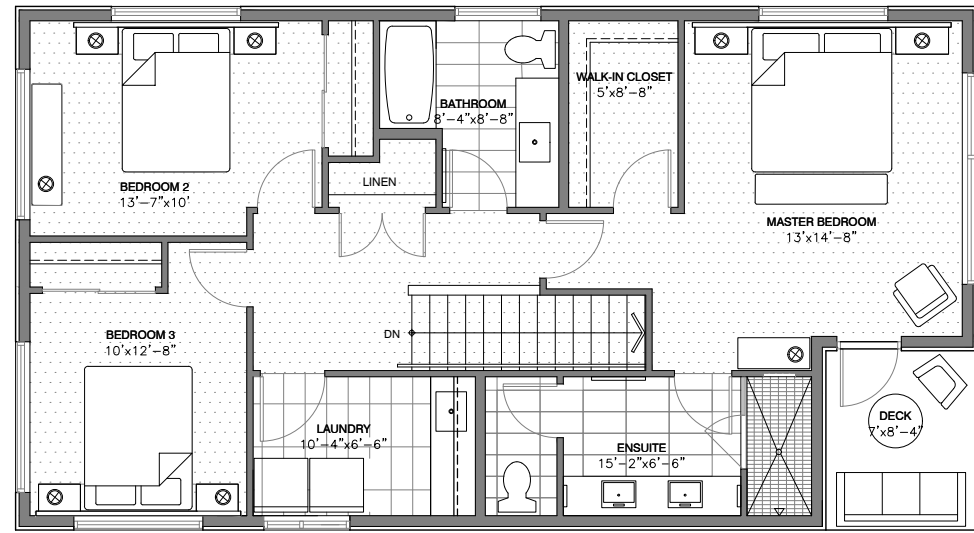 WALK-IN CLOSET
5'x8'-8"
BATHROOM
8'-4"x8'-8"
LINEN
BEDROOM 2
13'-7"x10'
MASTER BEDROOM
13'x14'-8"
BEDROOM 3
10'x12'-8"
DN
LAUNDRY
10'-4"x6'-6"
ENSUITE
15'-2"x6'-6"
DECK
7'x8'-4"